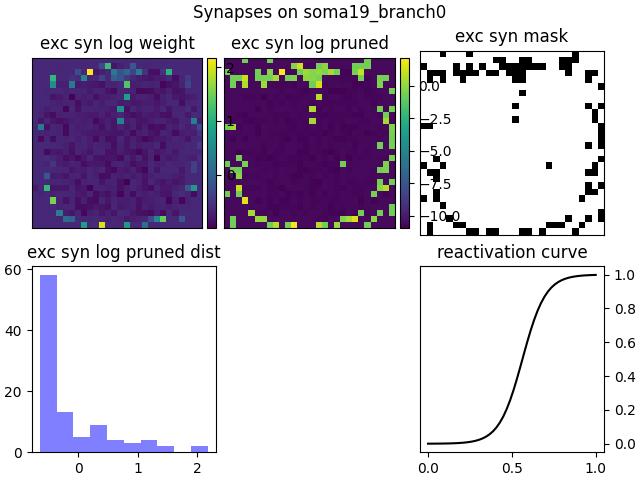 Synapses on soma19_branch0
exc syn log weight
exc syn log pruned
exc syn mask
2
1
0
0.0
−2.5
−5.0
−7.5
−10.0
exc syn log pruned dist
reactivation curve
60
40
20
0
0 1 2
1.0
0.8
0.6
0.4
0.2
0.0
0.0 0.5 1.0